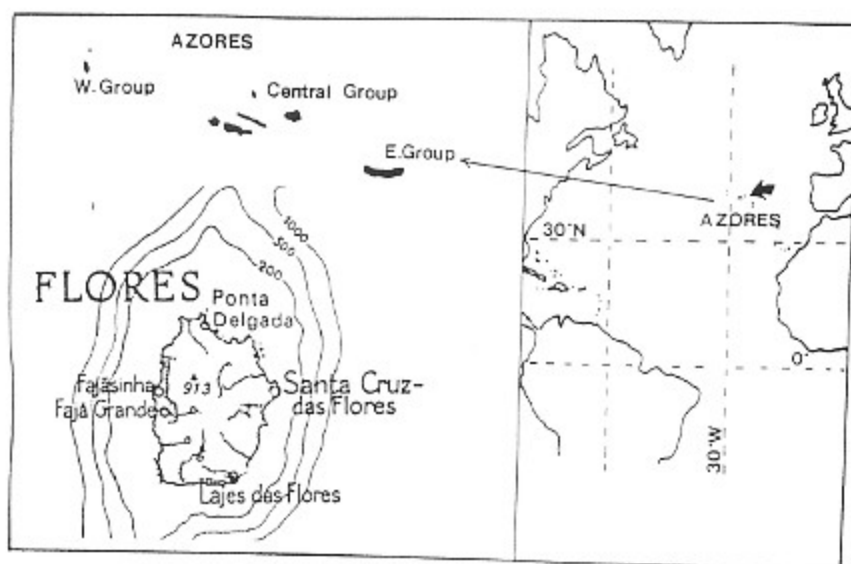 AZORES
W. Group
Central Group
E. Group
AZORES
30°N
0°
30°W
1000
500
200
FLORES
Ponta
Delgada
913
Fajãsinha
Faja Grande
Santa Cruz-
das Flores
Lajes das Flores